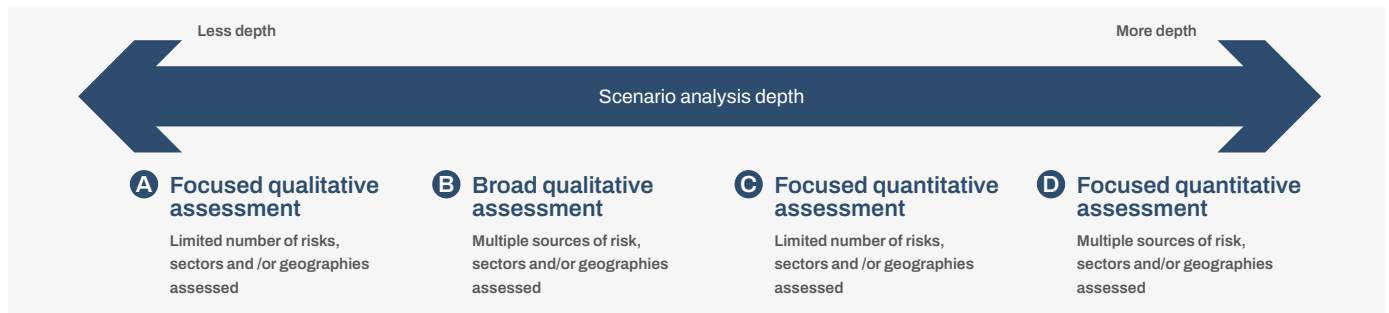 Less depth
More depth
Scenario analysis depth
A Focused qualitative
assessment
Limited number of risks,
sectors and /or geographies
assessed
B Broad qualitative
assessment
Multiple sources of risk,
sectors and/or geographies
assessed
C Focused quantitative
assessment
Limited number of risks,
sectors and /or geographies
assessed
D Focused quantitative
assessment
Multiple sources of risk,
sectors and/or geographies
assessed